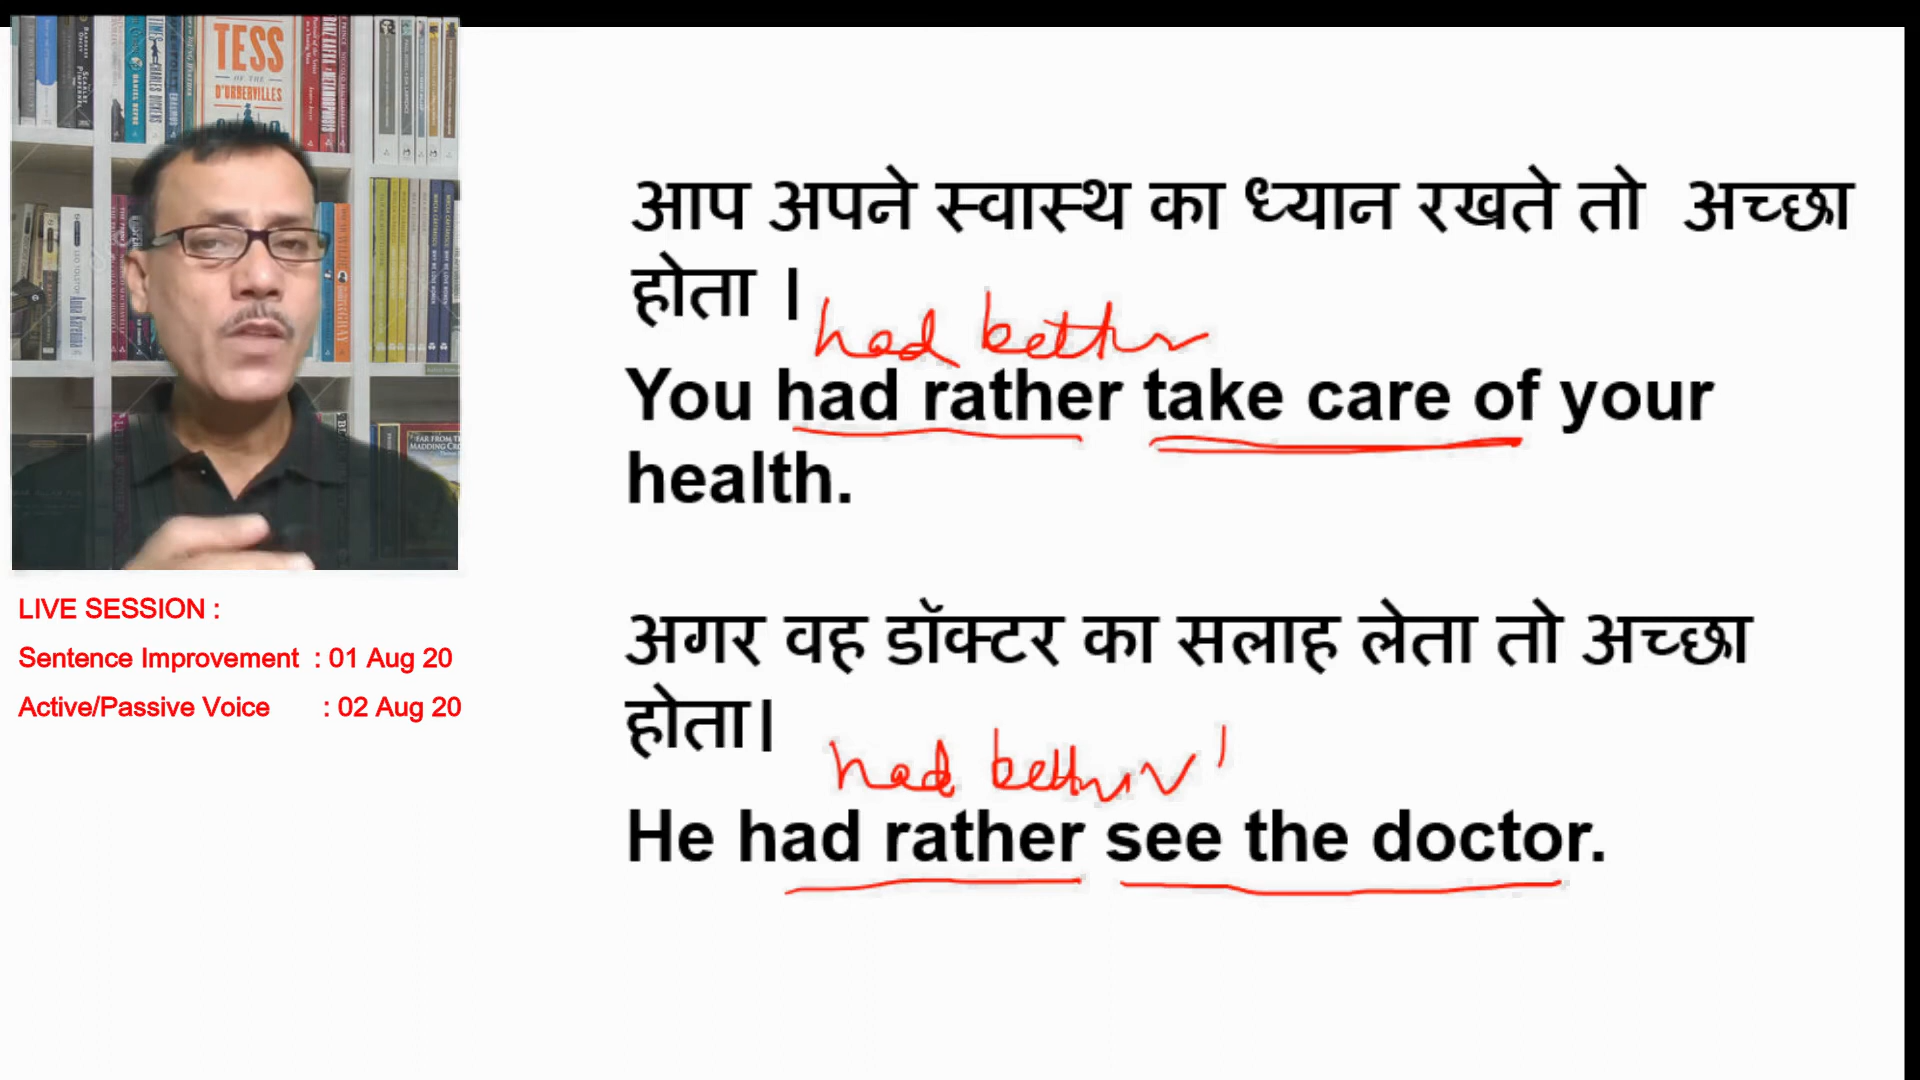 TESS
OF THE
D'URBERVILLES
आप अपने स्वास्थ का ध्यान रखते तो अच्छा
होता ।
had better
You had rather take care of your
health.
LIVE SESSION :
Sentence Improvement : 01 Aug 20
Active/Passive Voice : 02 Aug 20
अगर वह डॉक्टर का सलाह लेता तो अच्छा
होता।
had better
He had rather see the doctor.